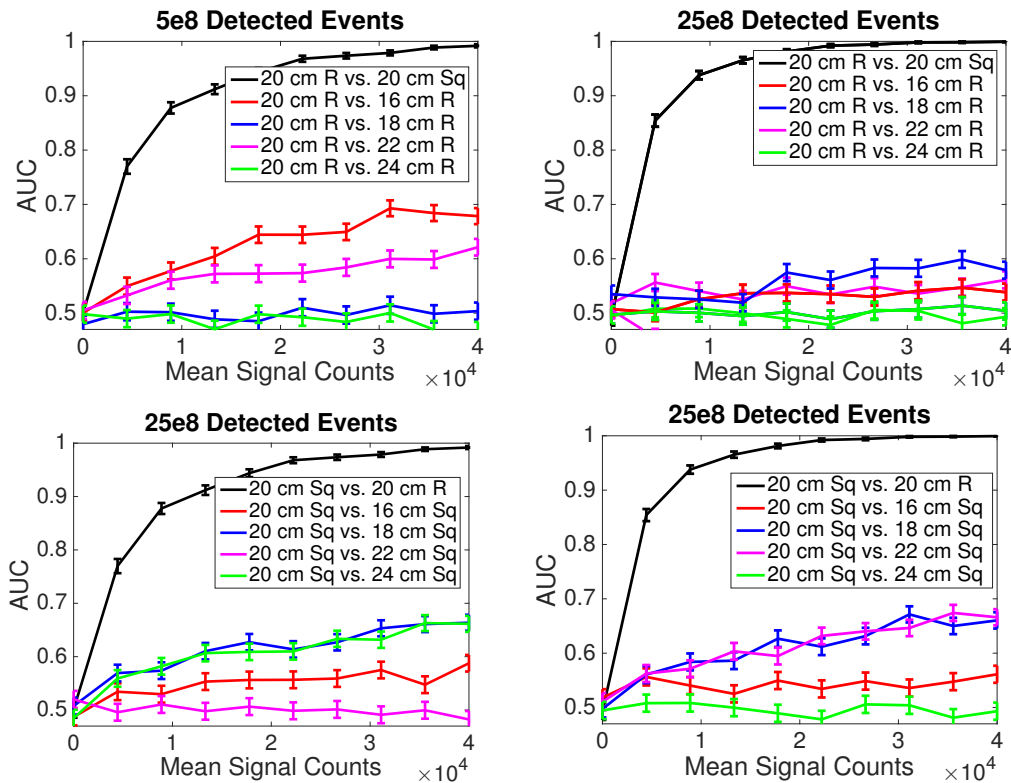 5e8 Detected Events
1
0.9
0.8
0.7
0.6
0.5
AUC
20 cm R vs. 20 cm Sq
20 cm R vs. 16 cm R
20 cm R vs. 18 cm R
20 cm R vs. 22 cm R
20 cm R vs. 24 cm R
0 1 2 3 4
Mean Signal Counts
×10^4
25e8 Detected Events
1
0.9
0.8
0.7
0.6
0.5
AUC
20 cm R vs. 20 cm Sq
20 cm R vs. 16 cm R
20 cm R vs. 18 cm R
20 cm R vs. 22 cm R
20 cm R vs. 24 cm R
0 1 2 3 4
Mean Signal Counts
×10^4
25e8 Detected Events
1
0.9
0.8
0.7
0.6
0.5
AUC
20 cm Sq vs. 20 cm R
20 cm Sq vs. 16 cm Sq
20 cm Sq vs. 18 cm Sq
20 cm Sq vs. 22 cm Sq
20 cm Sq vs. 24 cm Sq
0 1 2 3 4
Mean Signal Counts
×10^4
25e8 Detected Events
1
0.9
0.8
0.7
0.6
0.5
AUC
20 cm Sq vs. 20 cm R
20 cm Sq vs. 16 cm Sq
20 cm Sq vs. 18 cm Sq
20 cm Sq vs. 22 cm Sq
20 cm Sq vs. 24 cm Sq
0 1 2 3 4
Mean Signal Counts
×10^4